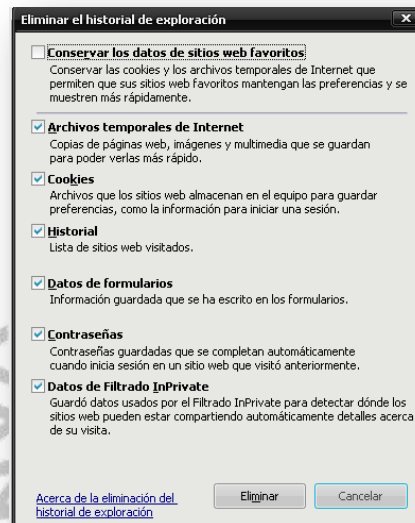 Eliminar el historial de exploración
Conservar los datos de sitios web favoritos
Conservar las cookies y los archivos temporales de Internet que
permiten que sus sitios web favoritos mantengan las preferencias y se
muestren más rápidamente.
Archivos temporales de Internet
Copias de páginas web, imágenes y multimedia que se guardan
para poder verlas más rápido.
Cookies
Archivos que los sitios web almacenan en el equipo para guardar
preferencias, como la información para iniciar una sesión.
Historial
Lista de sitios web visitados.
Datos de formularios
Información guardada que se ha escrito en los formularios.
Contraseñas
Contraseñas guardadas que se completan automáticamente
cuando inicia sesión en un sitio web que visitó anteriormente.
Datos de Filtrado InPrivate
Guardó datos usados por el Filtrado InPrivate para detectar dónde los
sitios web pueden estar compartiendo automáticamente detalles acerca
de su visita.
Acerca de la eliminación del
historial de exploración
Eliminar
Cancelar